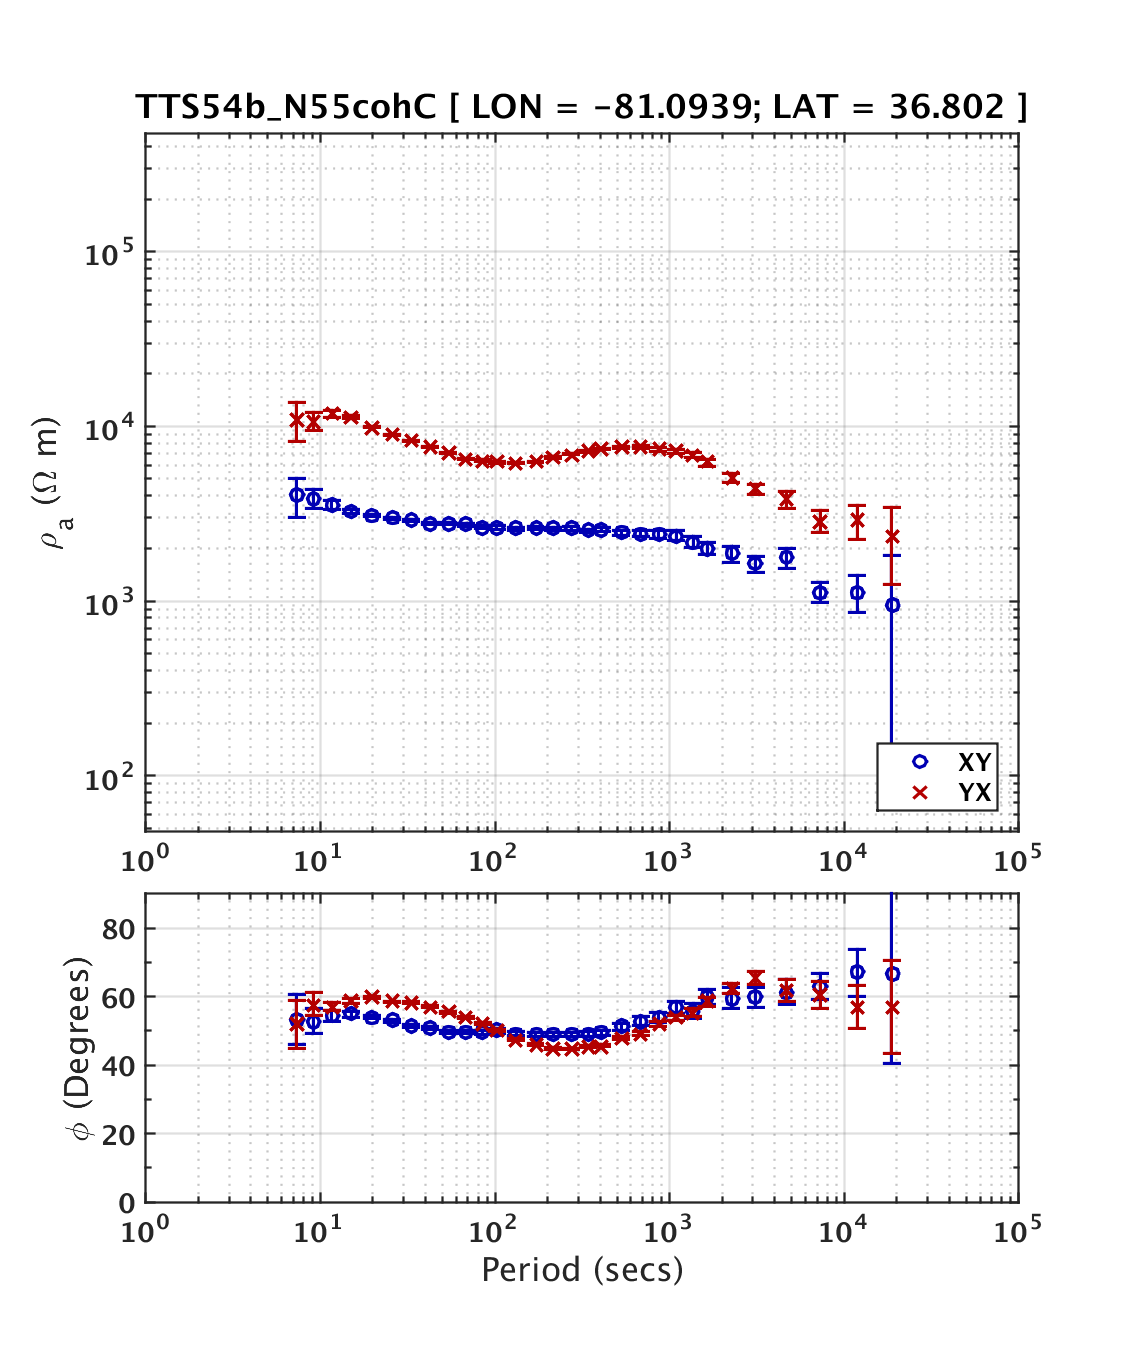 TTS54b_N55cohC [ LON = −81.0939; LAT = 36.802 ]
ρa (Ω m)
10^5
10^4
10^3
10^2
XY
YX
10^0 10^1 10^2 10^3 10^4 10^5
ϕ (Degrees)
80
60
40
20
0
10^0 10^1 10^2 10^3 10^4 10^5
Period (secs)